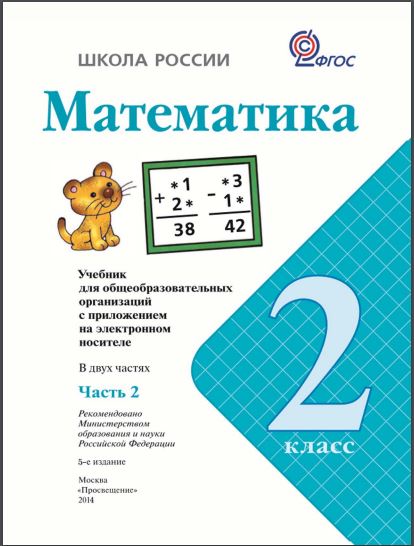 ШКОЛА РОССИИ
ФГОС
Математика
+ *1 - *3
2* 1*
38 42
Учебник
для общеобразовательных
организаций
с приложением
на электронном
носителе
В двух частях
Часть 2
Рекомендовано
Министерством
образования и науки
Российской Федерации
5-е издание
Москва
«Просвещение»
2014
2
класс